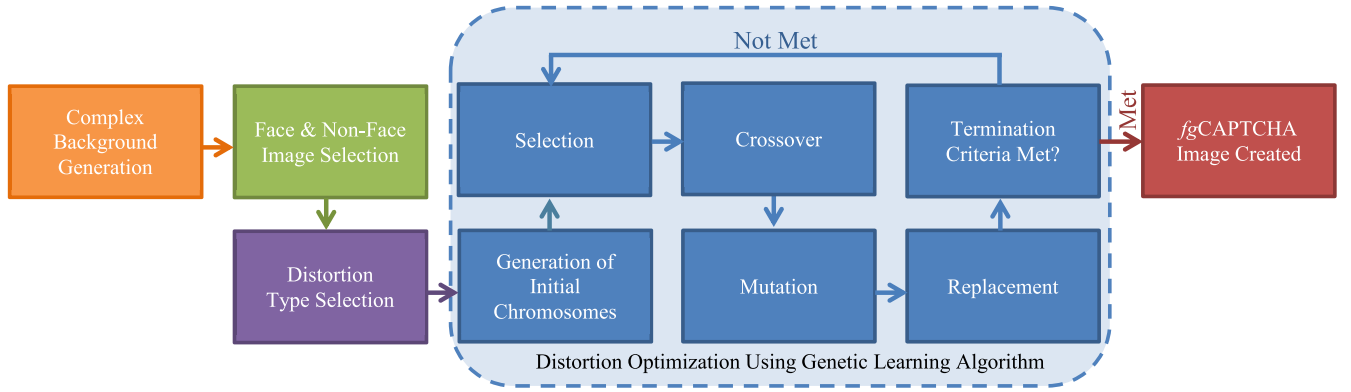 Complex
Background
Generation
Face & Non-Face
Image Selection
Distortion
Type Selection
Not Met
Selection
Crossover
Termination
Criteria Met?
Generation of
Initial
Chromosomes
Mutation
Replacement
Distortion Optimization Using Genetic Learning Algorithm
Met
fgCAPTCHA
Image Created